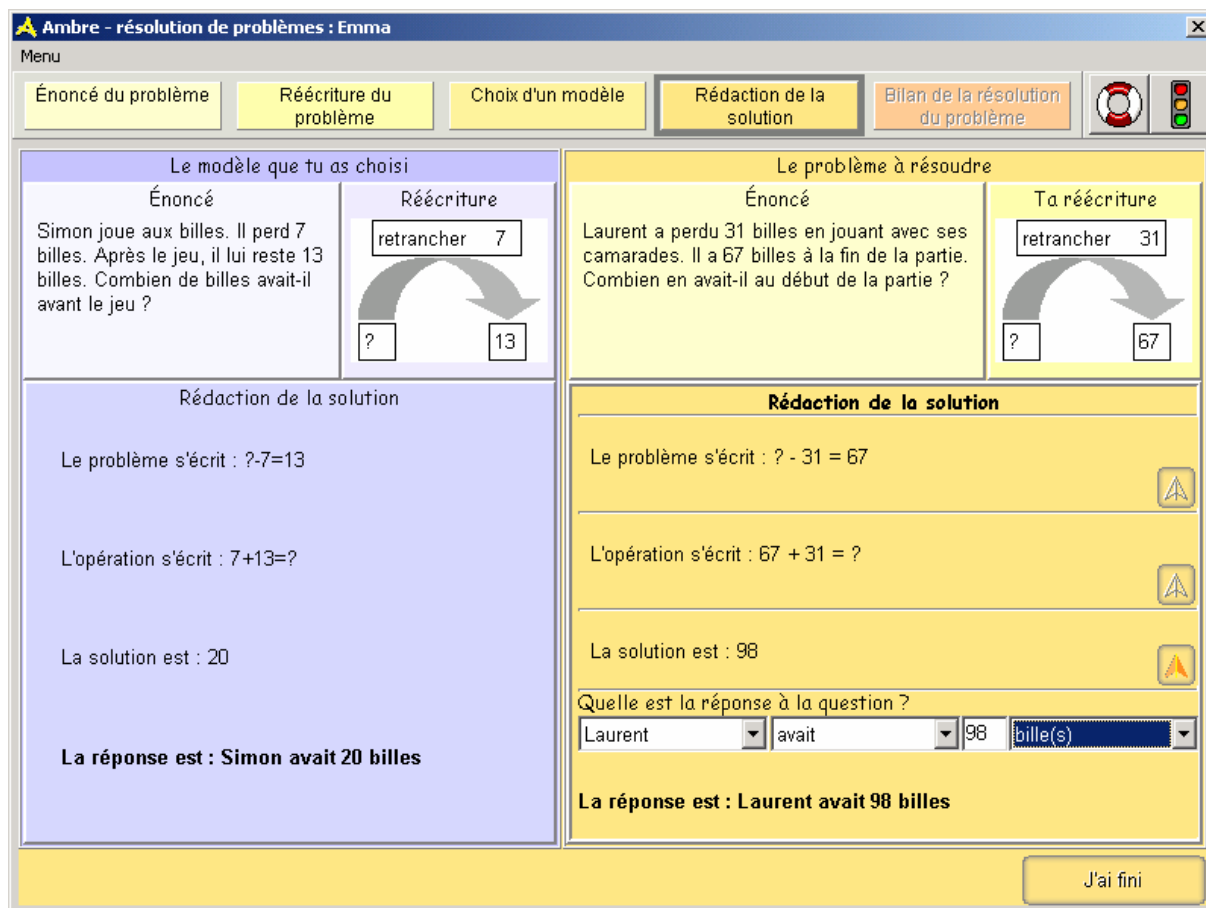 Ambre - résolution de problèmes : Emma
Menu
Énoncé du problème
Réécriture du
problème
Choix d'un modèle
Rédaction de la
solution
Bilan de la résolution
du problème
Le modèle que tu as choisi
Énoncé
Simon joue aux billes. Il perd 7
billes. Après le jeu, il lui reste 13
billes. Combien de billes avait-il
avant le jeu ?
Réécriture
retrancher 7
?
13
Rédaction de la solution
Le problème s'écrit : ?-7=13
L'opération s'écrit : 7+13=?
La solution est : 20
La réponse est : Simon avait 20 billes
Le problème à résoudre
Énoncé
Laurent a perdu 31 billes en jouant avec ses
camarades. Il a 67 billes à la fin de la partie.
Combien en avait-il au début de la partie ?
Ta réécriture
retrancher 31
?
67
Rédaction de la solution
Le problème s'écrit : ? - 31 = 67
L'opération s'écrit : 67 + 31 = ?
La solution est : 98
Quelle est la réponse à la question ?
Laurent avait 98 bille(s)
La réponse est : Laurent avait 98 billes
J'ai fini